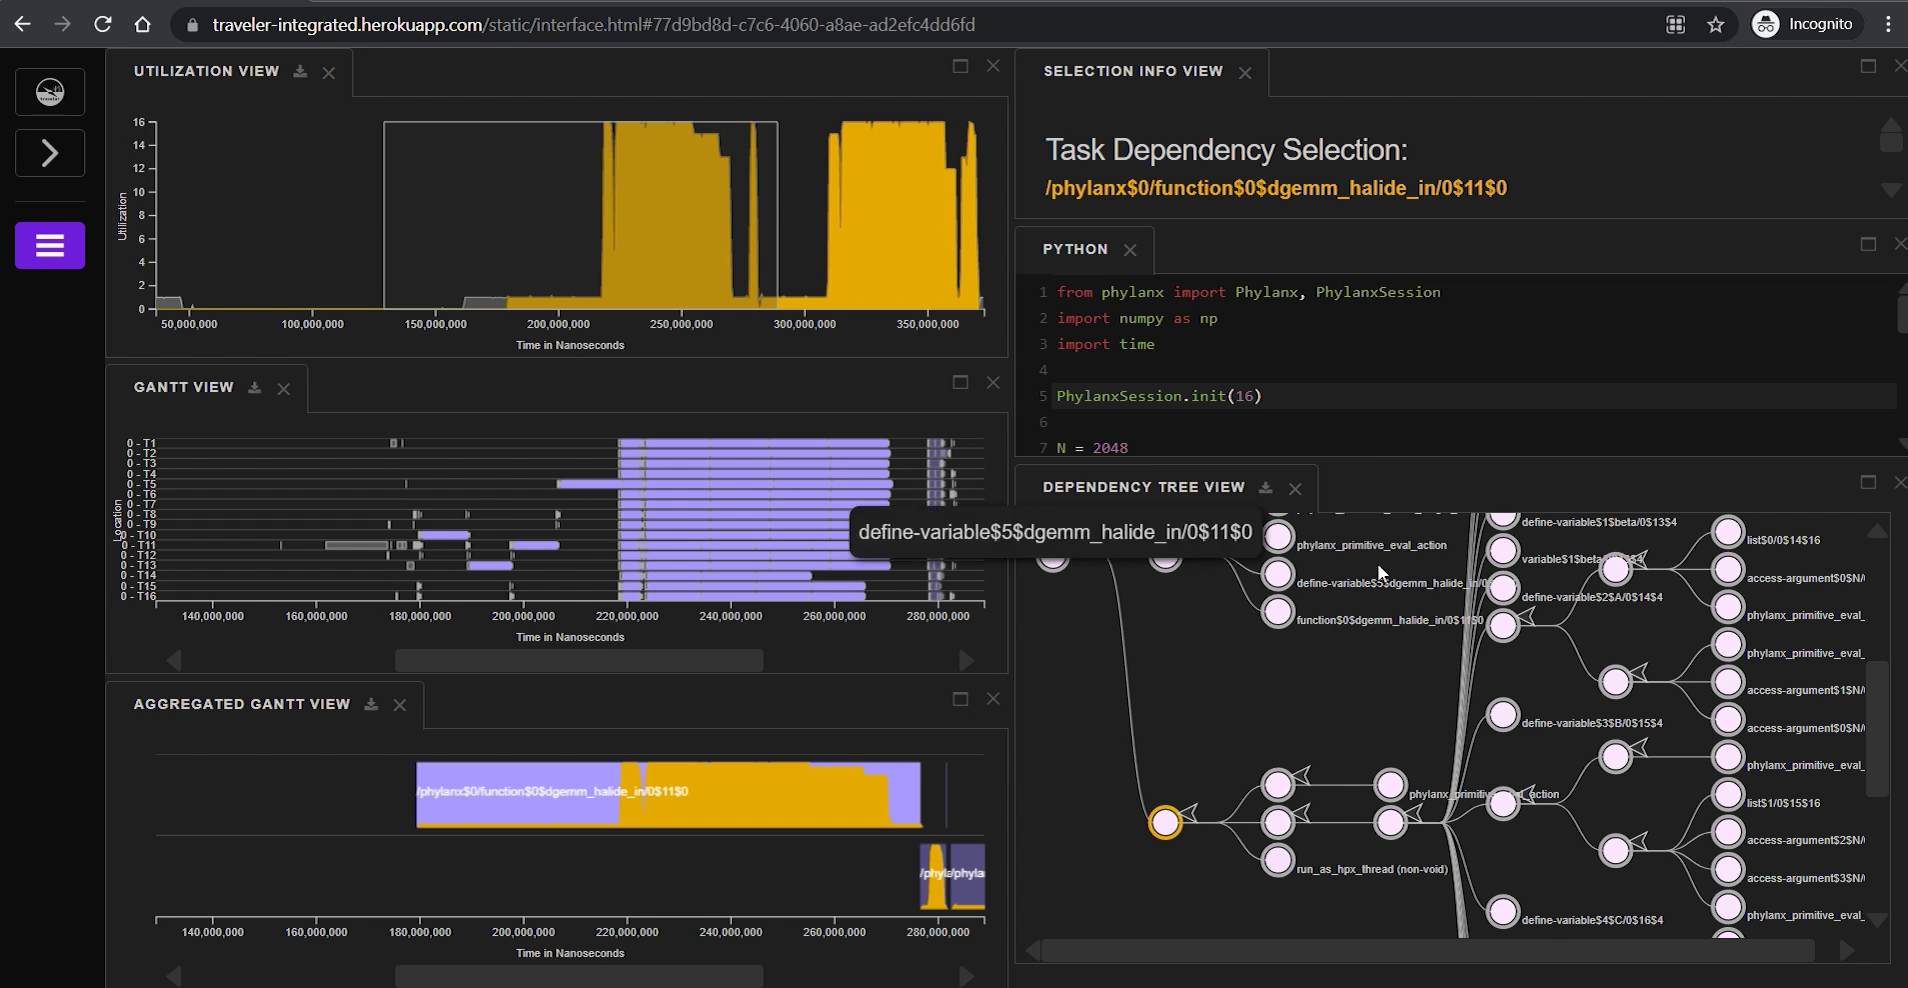 traveler-integrated.herokuapp.com/static/interface.html#77d9bd8d-c7c6-4060-a8ae-ad2efc4dd6fd
Incognito
traveler
UTILIZATION VIEW
Utilization
16
14
12
10
8
6
4
2
0
50,000,000 100,000,000 150,000,000 200,000,000 250,000,000 300,000,000 350,000,000
Time in Nanoseconds
GANTT VIEW
Location
0 - T1
0 - T2
0 - T3
0 - T4
0 - T5
0 - T6
0 - T7
0 - T8
0 - T9
0 - T10
0 - T11
0 - T12
0 - T13
0 - T14
0 - T15
0 - T16
140,000,000 160,000,000 180,000,000 200,000,000 220,000,000 240,000,000 260,000,000 280,000,000
Time in Nanoseconds
AGGREGATED GANTT VIEW
/phylanx$0/function$0$dgemm_halide_in/0$11$0
/phyla/phyla
140,000,000 160,000,000 180,000,000 200,000,000 220,000,000 240,000,000 260,000,000 280,000,000
Time in Nanoseconds
SELECTION INFO VIEW
Task Dependency Selection:
/phylanx$0/function$0$dgemm_halide_in/0$11$0
PYTHON
1 from phylanx import Phylanx, PhylanxSession
2 import numpy as np
3 import time
4
5 PhylanxSession.init(16)
6
7 N = 2048
DEPENDENCY TREE VIEW
define-variable$5$dgemm_halide_in/0$11$0
phylanx_primitive_eval_action
define-variable$5$dgemm_halide_in/0
function$0$dgemm_halide_in/0$11$0
phylanx_primitive_eval_action
run_as_hpx_thread (non-void)
define-variable$1$beta/0$13$4
variable$1$beta
define-variable$2$A/0$14$4
define-variable$3$B/0$15$4
define-variable$4$C/0$16$4
list$0/0$14$16
access-argument$0$N/
phylanx_primitive_eval_
phylanx_primitive_eval_
access-argument$1$N/
access-argument$0$N/
phylanx_primitive_eval_
list$1/0$15$16
access-argument$2$N/
access-argument$3$N/
phylanx_primitive_eval_